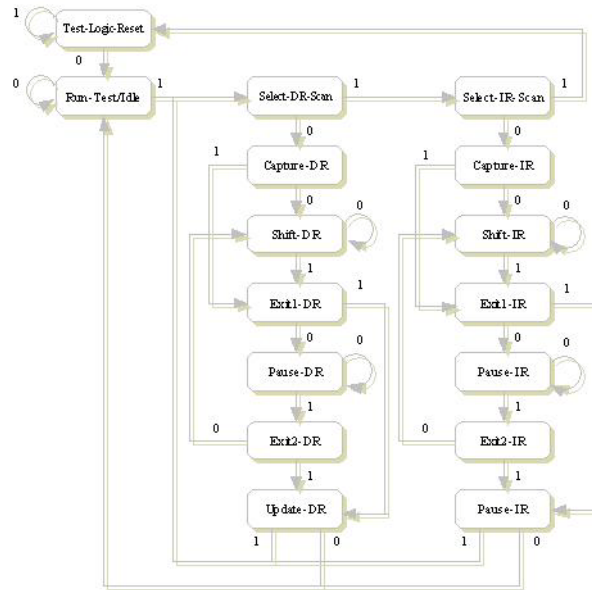 1
Test-Logic-Reset
0
0
Run-Test/Idle
1
Select-DR-Scan
1
Select-IR-Scan
1
0
0
1
Capture-DR
1
Capture-IR
0
0
0
0
Shift-DR
Shift-IR
1
1
Exit1-DR
1
Exit1-IR
1
0
0
0
0
Pause-DR
Pause-IR
1
1
0
Exit2-DR
0
Exit2-IR
1
1
Update-DR
Pause-IR
1
0
1
0